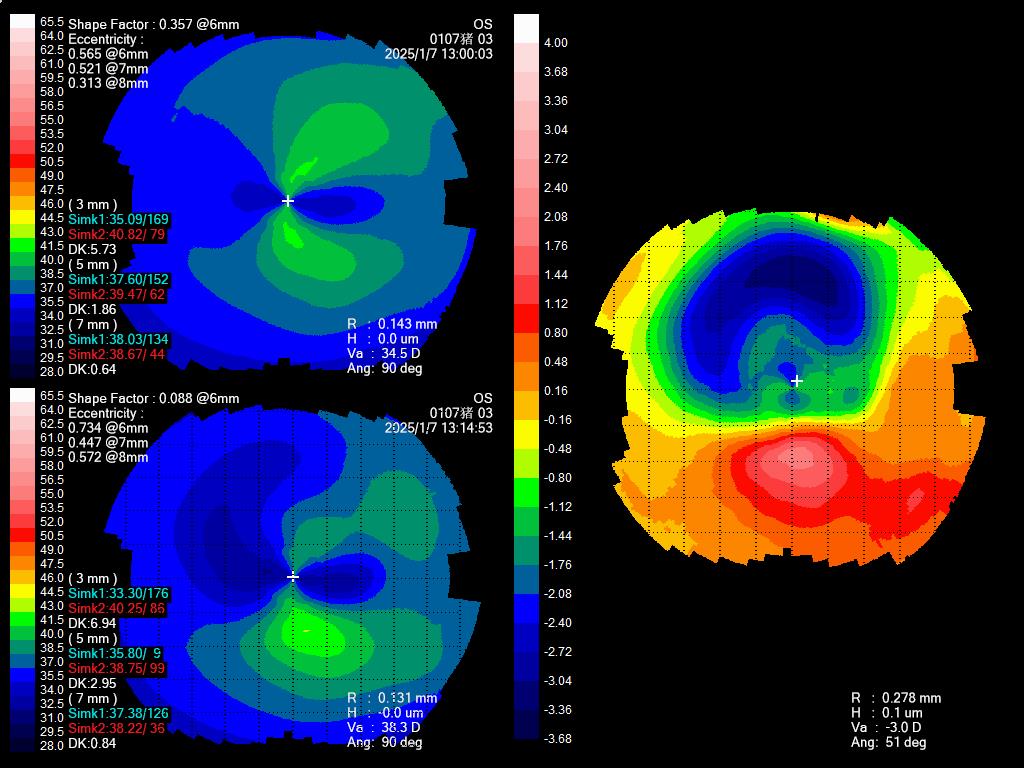 65.5
64.0
62.5
61.0
59.5
58.0
56.5
55.0
53.5
52.0
50.5
49.0
47.5
46.0
44.5
43.0
41.5
40.0
38.5
37.0
35.5
34.0
32.5
31.0
29.5
28.0
Shape Factor : 0.357 @6mm
Eccentricity :
0.565 @6mm
0.521 @7mm
0.313 @8mm
OS
0107猪 03
2025/1/7 13:00:03
( 3 mm )
Simk1:35.09/169
Simk2:40.82/ 79
DK:5.73
( 5 mm )
Simk1:37.60/152
Simk2:39.47/ 62
DK:1.86
( 7 mm )
Simk1:38.03/134
Simk2:38.67/ 44
DK:0.64
R : 0.143 mm
H : 0.0 um
Va : 34.5 D
Ang: 90 deg
65.5
64.0
62.5
61.0
59.5
58.0
56.5
55.0
53.5
52.0
50.5
49.0
47.5
46.0
44.5
43.0
41.5
40.0
38.5
37.0
35.5
34.0
32.5
31.0
29.5
28.0
Shape Factor : 0.088 @6mm
Eccentricity :
0.734 @6mm
0.447 @7mm
0.572 @8mm
OS
0107猪 03
2025/1/7 13:14:53
( 3 mm )
Simk1:33.30/176
Simk2:40.25/ 86
DK:6.94
( 5 mm )
Simk1:35.80/ 9
Simk2:38.75/ 99
DK:2.95
( 7 mm )
Simk1:37.38/126
Simk2:38.22/ 36
DK:0.84
R : 0.131 mm
H : -0.0 um
Va : 38.3 D
Ang: 90 deg
4.00
3.68
3.36
3.04
2.72
2.40
2.08
1.76
1.44
1.12
0.80
0.48
0.16
-0.16
-0.48
-0.80
-1.12
-1.44
-1.76
-2.08
-2.40
-2.72
-3.04
-3.36
-3.68
R : 0.278 mm
H : 0.1 um
Va : -3.0 D
Ang: 51 deg